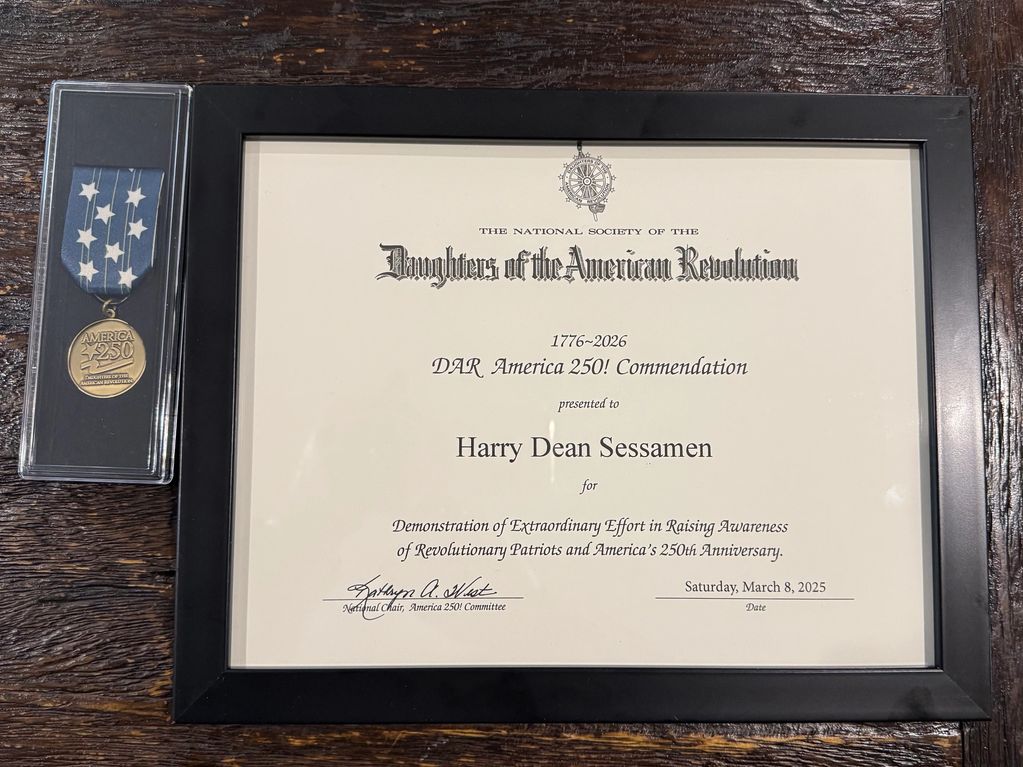 AMERICA
250
DAUGHTERS OF THE
AMERICAN REVOLUTION
THE NATIONAL SOCIETY OF THE
Daughters of the American Revolution
1776~2026
DAR America 250! Commendation
presented to
Harry Dean Sessamen
for
Demonstration of Extraordinary Effort in Raising Awareness
of Revolutionary Patriots and America's 250th Anniversary.
Kathryn A. West
National Chair, America 250! Committee
Saturday, March 8, 2025
Date